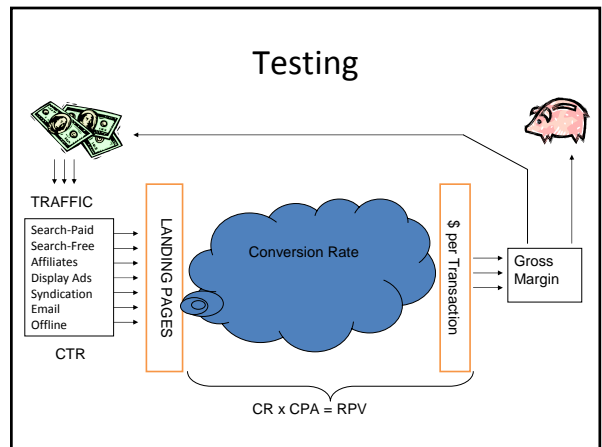 Testing
TRAFFIC
Search-Paid
Search-Free
Affiliates
Display Ads
Syndication
Email
Offline
CTR
LANDING PAGES
Conversion Rate
$ per Transaction
Gross
Margin
CR x CPA = RPV